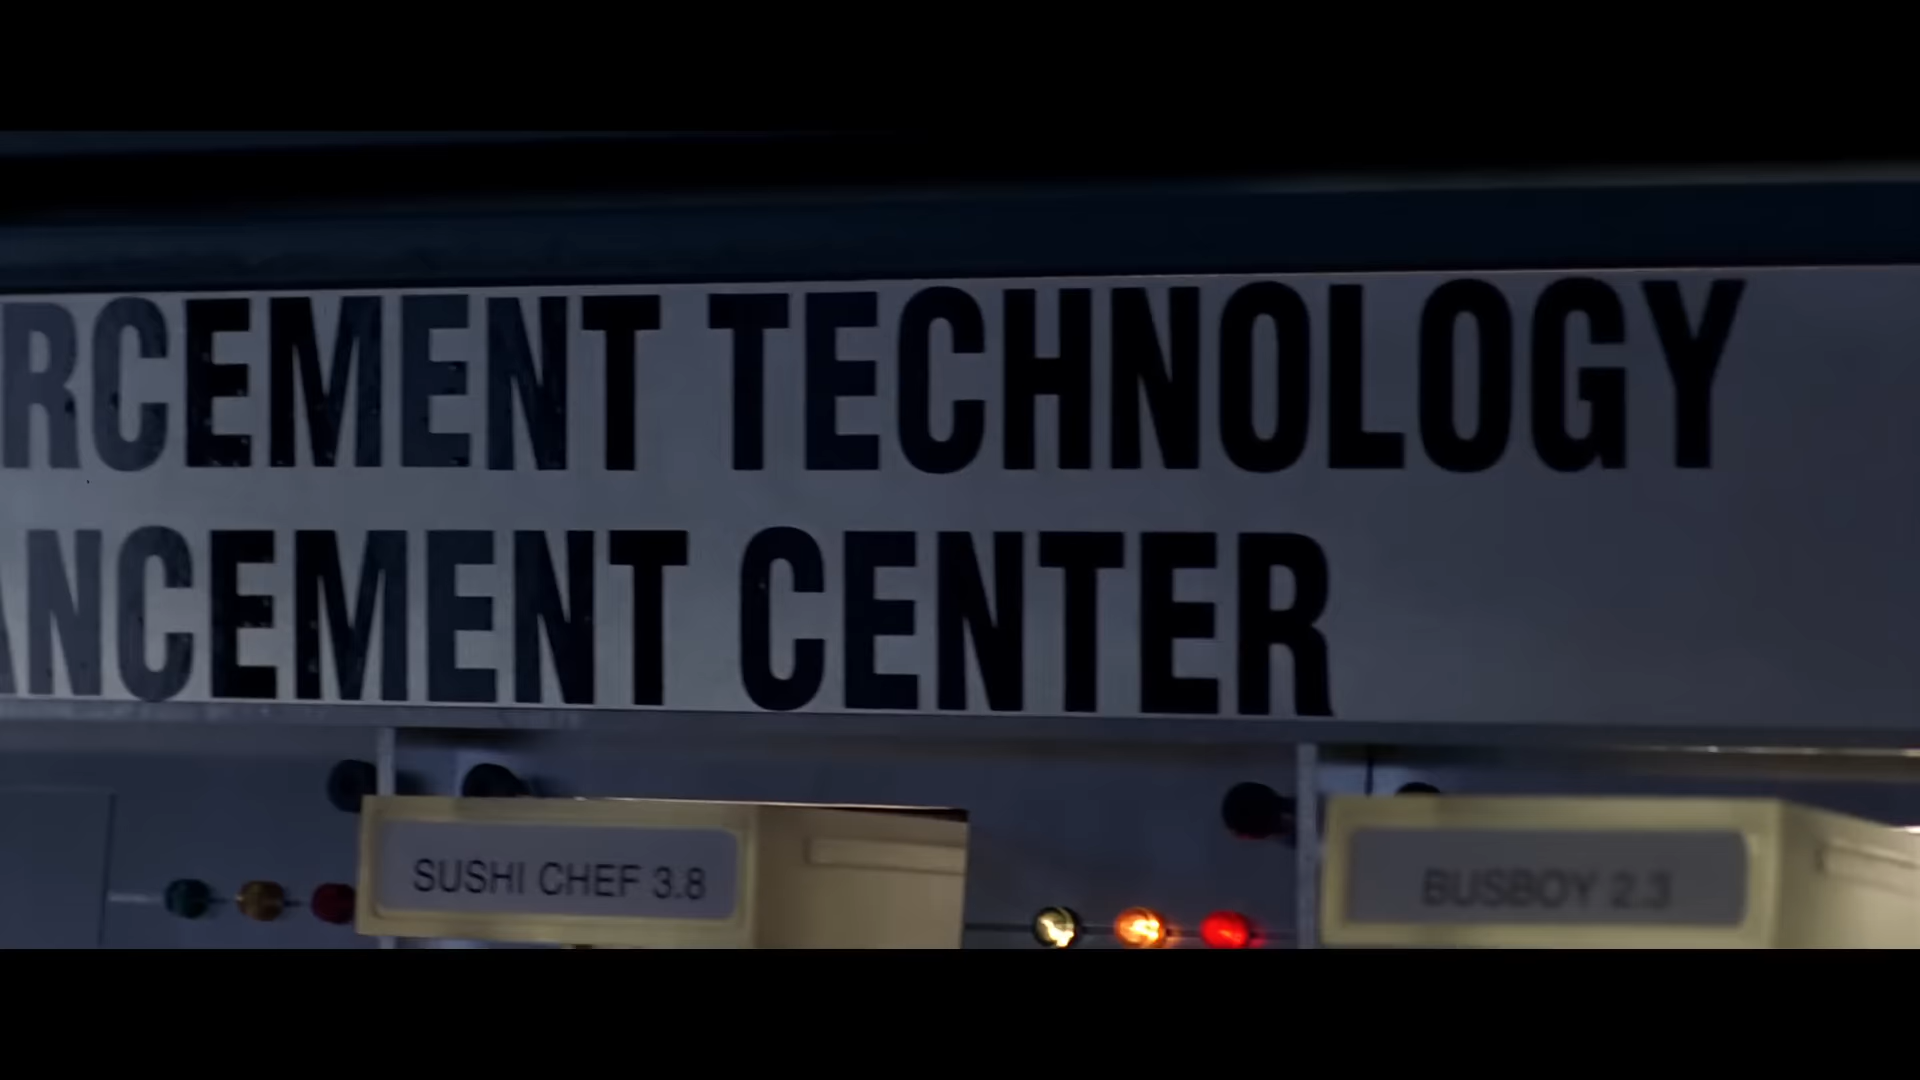 RCEMENT TECHNOLOGY
ANCEMENT CENTER
SUSHI CHEF 3.8
BUSBOY 2.3